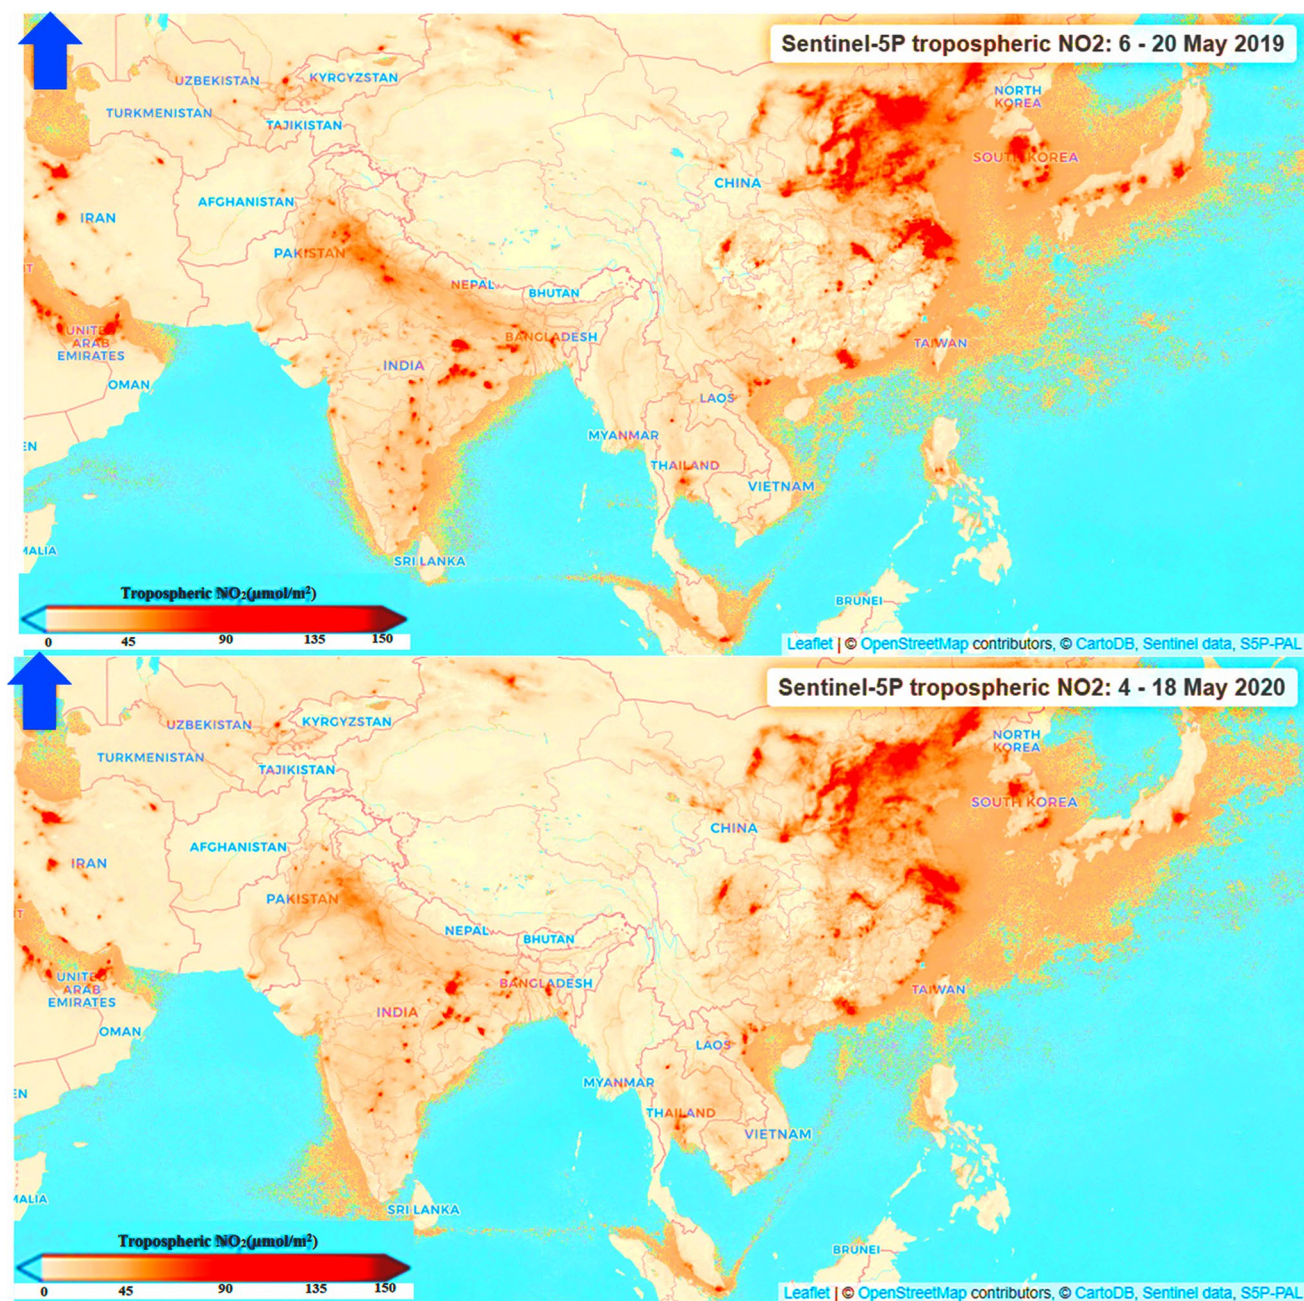 Sentinel-5P tropospheric NO2: 6 - 20 May 2019
UZBEKISTAN
KYRGYZSTAN
NORTH
KOREA
TURKMENISTAN
TAJIKISTAN
SOUTH KOREA
CHINA
AFGHANISTAN
IRAN
PAKISTAN
NEPAL
BHUTAN
UNITED
ARAB
EMIRATES
BANGLADESH
TAIWAN
INDIA
OMAN
LAOS
MYANMAR
EN
THAILAND
VIETNAM
MALIA
SRI LANKA
Tropospheric NO₂(µmol/m²)
BRUNEI
0 45 90 135 150
Leaflet | © OpenStreetMap contributors, © CartoDB, Sentinel data, S5P-PAL
Sentinel-5P tropospheric NO2: 4 - 18 May 2020
UZBEKISTAN
KYRGYZSTAN
NORTH
KOREA
TURKMENISTAN
TAJIKISTAN
SOUTH KOREA
CHINA
AFGHANISTAN
IRAN
PAKISTAN
NEPAL
BHUTAN
UNITED
ARAB
EMIRATES
BANGLADESH
TAIWAN
INDIA
OMAN
LAOS
MYANMAR
EN
THAILAND
VIETNAM
MALIA
SRI LANKA
Tropospheric NO₂(µmol/m²)
BRUNEI
0 45 90 135 150
Leaflet | © OpenStreetMap contributors, © CartoDB, Sentinel data, S5P-PAL